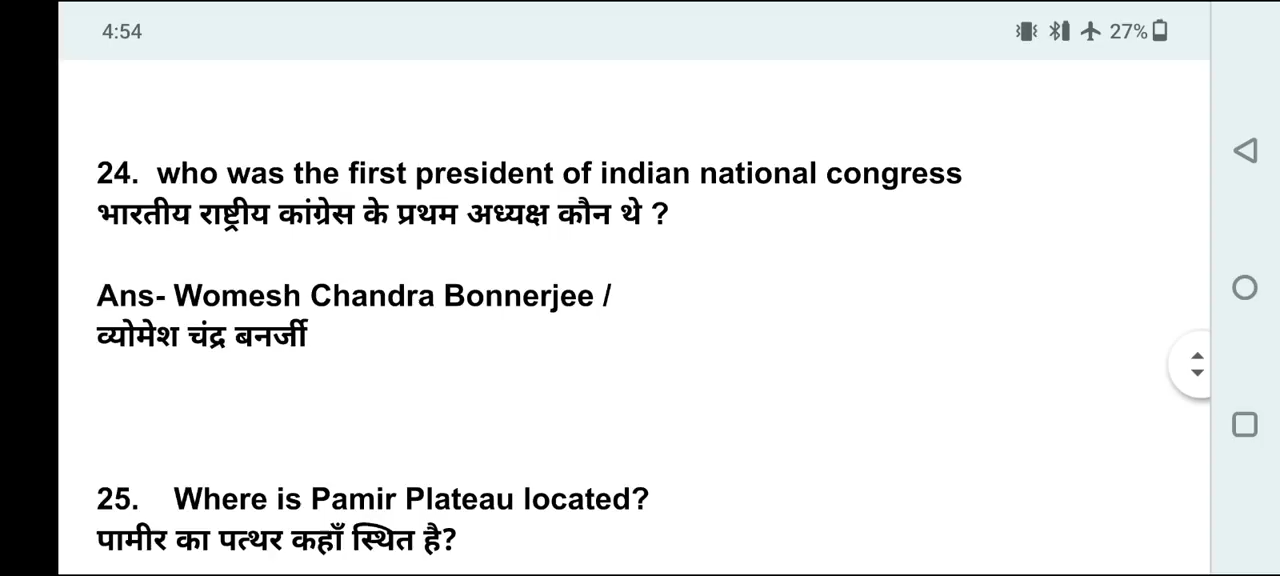 4:54
27%
24. who was the first president of indian national congress
भारतीय राष्ट्रीय कांग्रेस के प्रथम अध्यक्ष कौन थे ?
Ans- Womesh Chandra Bonnerjee /
व्योमेश चंद्र बनर्जी
25. Where is Pamir Plateau located?
पामीर का पत्थर कहाँ स्थित है?